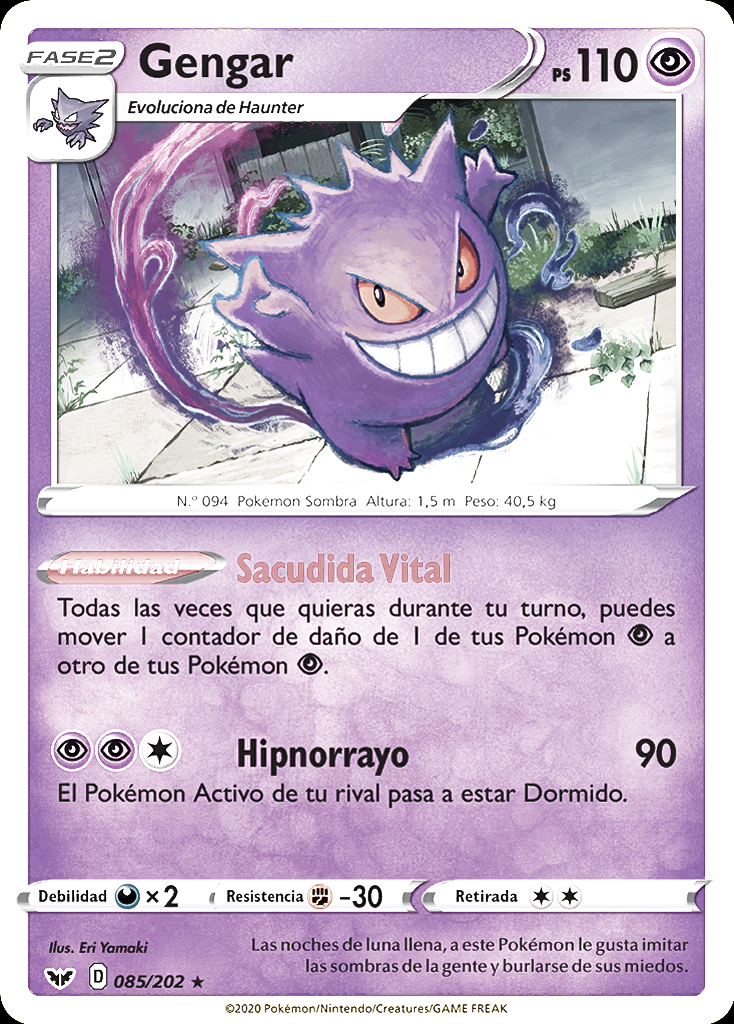 FASE2 Gengar PS 110
Evoluciona de Haunter
N.º 094 Pokémon Sombra Altura: 1,5 m Peso: 40,5 kg
Habilidad Sacudida Vital
Todas las veces que quieras durante tu turno, puedes
mover 1 contador de daño de 1 de tus Pokémon a
otro de tus Pokémon .
Hipnorrayo 90
El Pokémon Activo de tu rival pasa a estar Dormido.
Debilidad ×2 Resistencia -30 Retirada
Ilus. Eri Yamaki
Las noches de luna llena, a este Pokémon le gusta imitar
las sombras de la gente y burlarse de sus miedos.
D 085/202 ★
©2020 Pokémon/Nintendo/Creatures/GAME FREAK